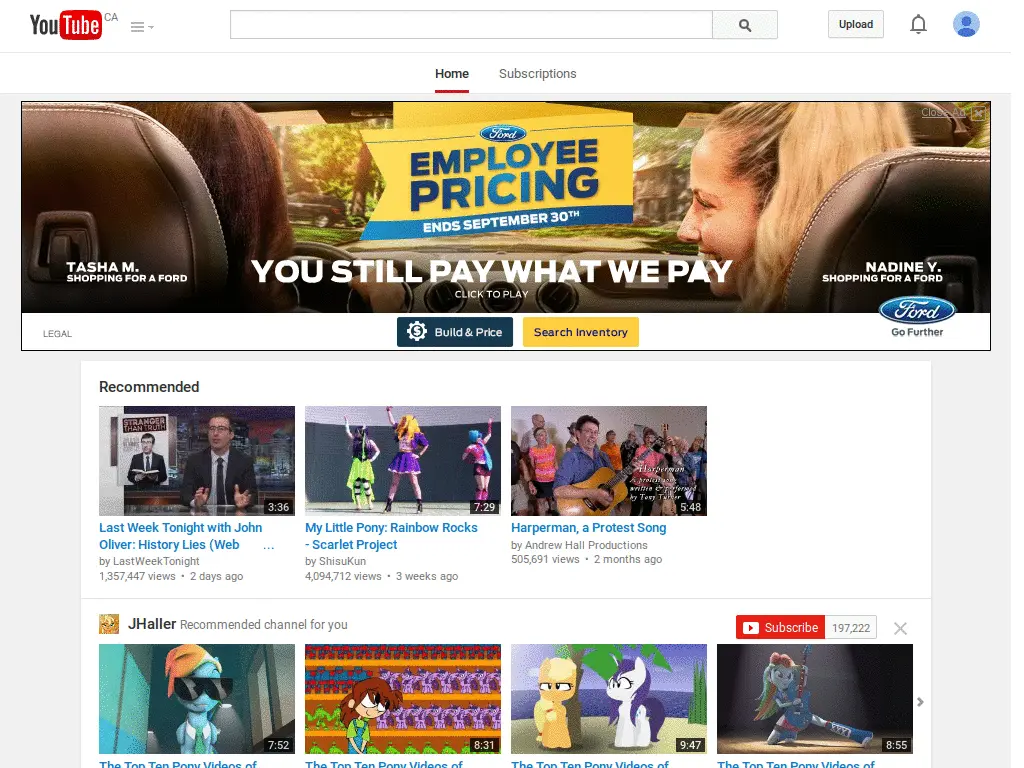 YouTube CA
Upload
Home
Subscriptions
Close Ad
Ford
EMPLOYEE
PRICING
ENDS SEPTEMBER 30TH
TASHA M.
SHOPPING FOR A FORD
YOU STILL PAY WHAT WE PAY
CLICK TO PLAY
NADINE Y.
SHOPPING FOR A FORD
LEGAL
Build & Price
Search Inventory
Ford
Go Further
Recommended
STRANGER
THAN TRUTH
3:36
7:29
Harperman
A protest song
written & performed
by Tony Turner
5:48
Last Week Tonight with John
Oliver: History Lies (Web ...
by LastWeekTonight
1,357,447 views • 2 days ago
My Little Pony: Rainbow Rocks
- Scarlet Project
by ShisuKun
4,094,712 views • 3 weeks ago
Harperman, a Protest Song
by Andrew Hall Productions
505,691 views • 2 months ago
JHaller Recommended channel for you
Subscribe 197,222
7:52
8:31
9:47
8:55
The Top Ten Pony Videos of
The Top Ten Pony Videos of
The Top Ten Pony Videos of
The Top Ten Pony Videos of